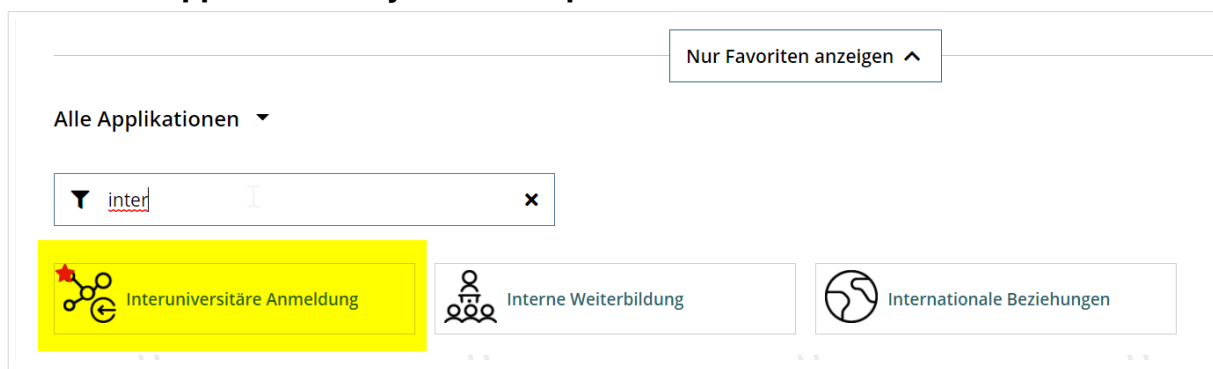 Nur Favoriten anzeigen
Alle Applikationen
inter
Interuniversitäre Anmeldung
Interne Weiterbildung
Internationale Beziehungen